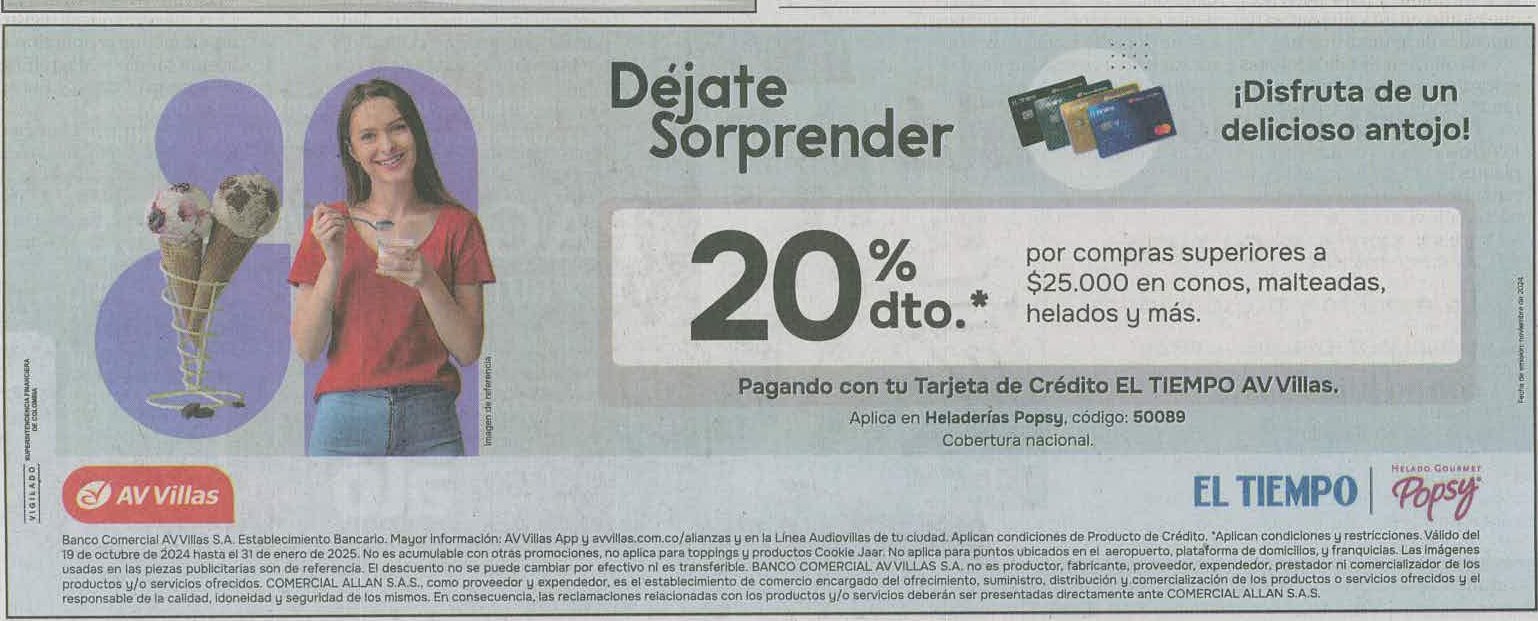 Déjate
Sorprender
¡Disfruta de un
delicioso antojo!
20% dto.*
por compras superiores a
$25.000 en conos, malteadas,
helados y más.
Pagando con tu Tarjeta de Crédito EL TIEMPO AV Villas.
Aplica en Heladerías Popsy, código: 50089
Cobertura nacional.
Imagen de referencia
Fecha de emisión: noviembre de 2024
VIGILADO
SUPERINTENDENCIA FINANCIERA
DE COLOMBIA
AV Villas
EL TIEMPO
HELADO GOURMET
Popsy
Banco Comercial AV Villas S.A. Establecimiento Bancario. Mayor información: AV Villas App y avvillas.com.co/alianzas y en la Línea Audiovillas de tu ciudad. Aplican condiciones de Producto de Crédito. *Aplican condiciones y restricciones. Válido del
19 de octubre de 2024 hasta el 31 de enero de 2025. No es acumulable con otras promociones, no aplica para toppings y productos Cookie Jaar. No aplica para puntos ubicados en el aeropuerto, plataforma de domicilios, y franquicias. Las imágenes
usadas en las piezas publicitarias son de referencia. El descuento no se puede cambiar por efectivo ni es transferible. BANCO COMERCIAL AV VILLAS S.A. no es productor, fabricante, proveedor, expendedor, prestador ni comercializador de los
productos y/o servicios ofrecidos. COMERCIAL ALLAN S.A.S., como proveedor y expendedor, es el establecimiento de comercio encargado del ofrecimiento, suministro, distribución y comercialización de los productos o servicios ofrecidos y el
responsable de la calidad, idoneidad y seguridad de los mismos. En consecuencia, las reclamaciones relacionadas con los productos y/o servicios deberán ser presentadas directamente ante COMERCIAL ALLAN S.A.S.